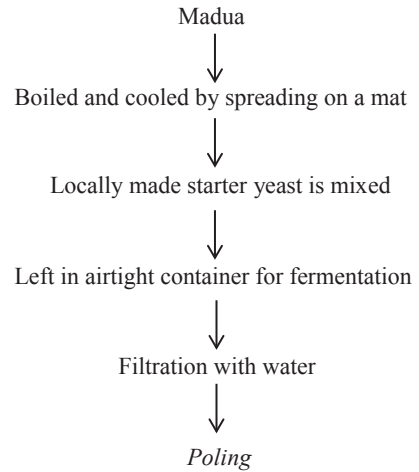 Madua
Boiled and cooled by spreading on a mat
Locally made starter yeast is mixed
Left in airtight container for fermentation
Filtration with water
Poling